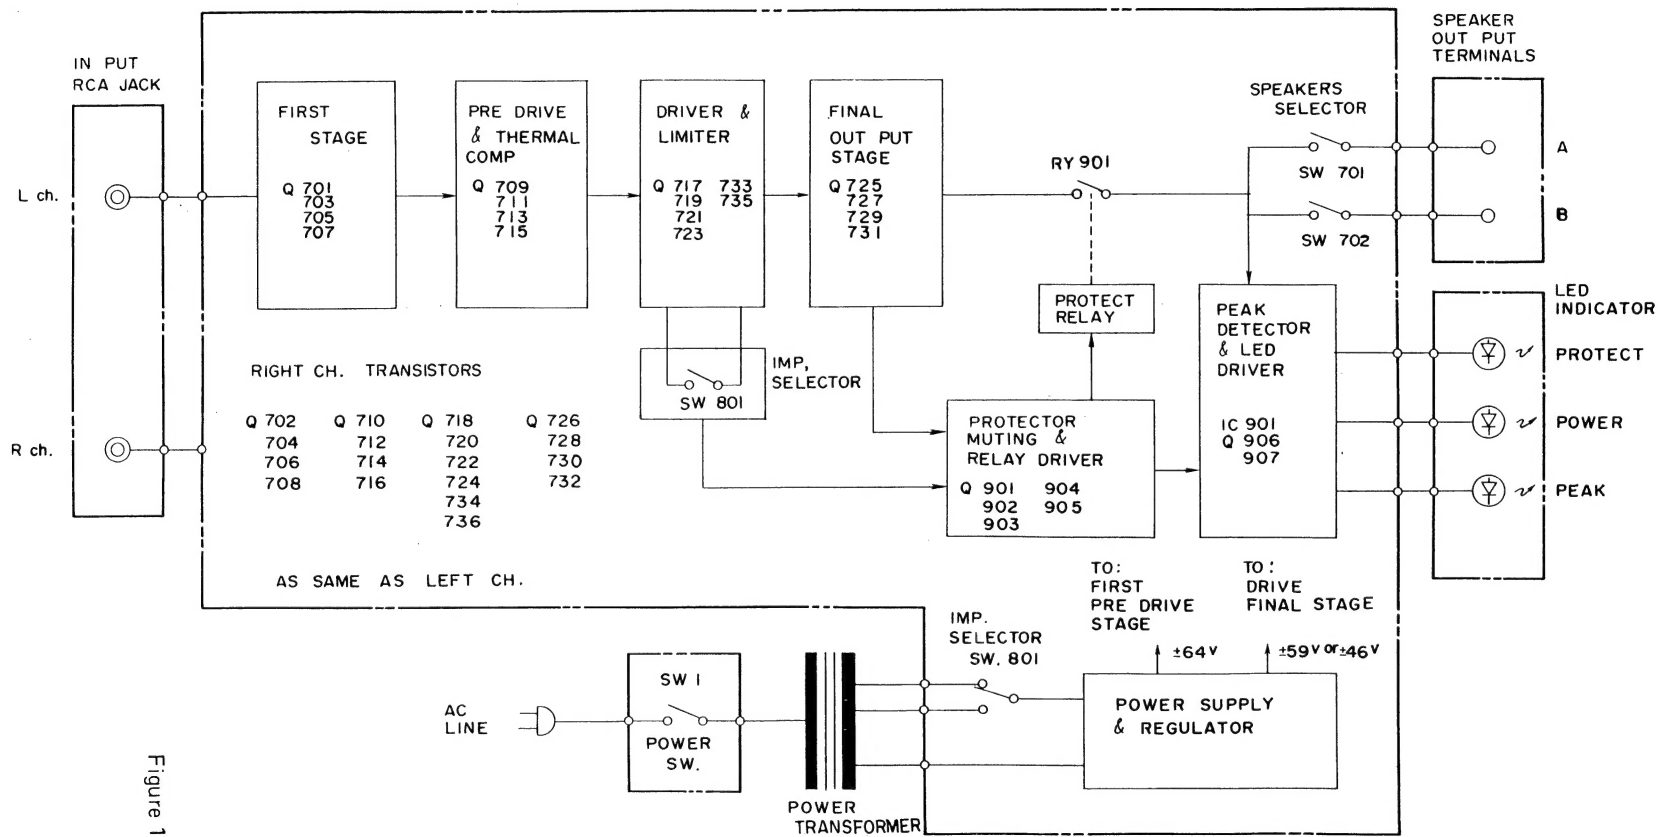 IN PUT
RCA JACK
L ch.
R ch.
FIRST
STAGE
Q 701
703
705
707
PRE DRIVE
& THERMAL
COMP
Q 709
711
713
715
DRIVER &
LIMITER
Q 717 733
719 735
721
723
FINAL
OUT PUT
STAGE
Q 725
727
729
731
RY 901
SPEAKERS
SELECTOR
SW 701
SW 702
SPEAKER
OUT PUT
TERMINALS
A
B
IMP,
SELECTOR
SW 801
PROTECT
RELAY
PROTECTOR
MUTING &
RELAY DRIVER
Q 901 904
902 905
903
PEAK
DETECTOR
& LED
DRIVER
IC 901
Q 906
907
LED
INDICATOR
PROTECT
POWER
PEAK
RIGHT CH. TRANSISTORS
Q 702 Q 710 Q 718 Q 726
704 712 720 728
706 714 722 730
708 716 724 732
734
736
AS SAME AS LEFT CH.
TO:
FIRST
PRE DRIVE
STAGE
±64V
TO:
DRIVE
FINAL STAGE
±59V or ±46V
IMP.
SELECTOR
SW. 801
POWER SUPPLY
& REGULATOR
AC
LINE
SW 1
POWER
SW.
POWER
TRANSFORMER
Figure 1